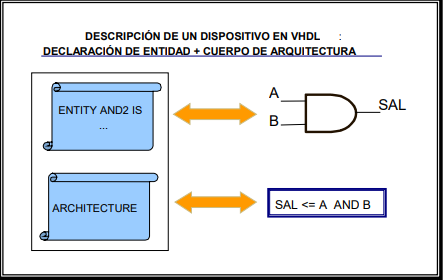 DESCRIPCIÓN DE UN DISPOSITIVO EN VHDL :
DECLARACIÓN DE ENTIDAD + CUERPO DE ARQUITECTURA
ENTITY AND2 IS
...
A
B
SAL
ARCHITECTURE
SAL <= A AND B